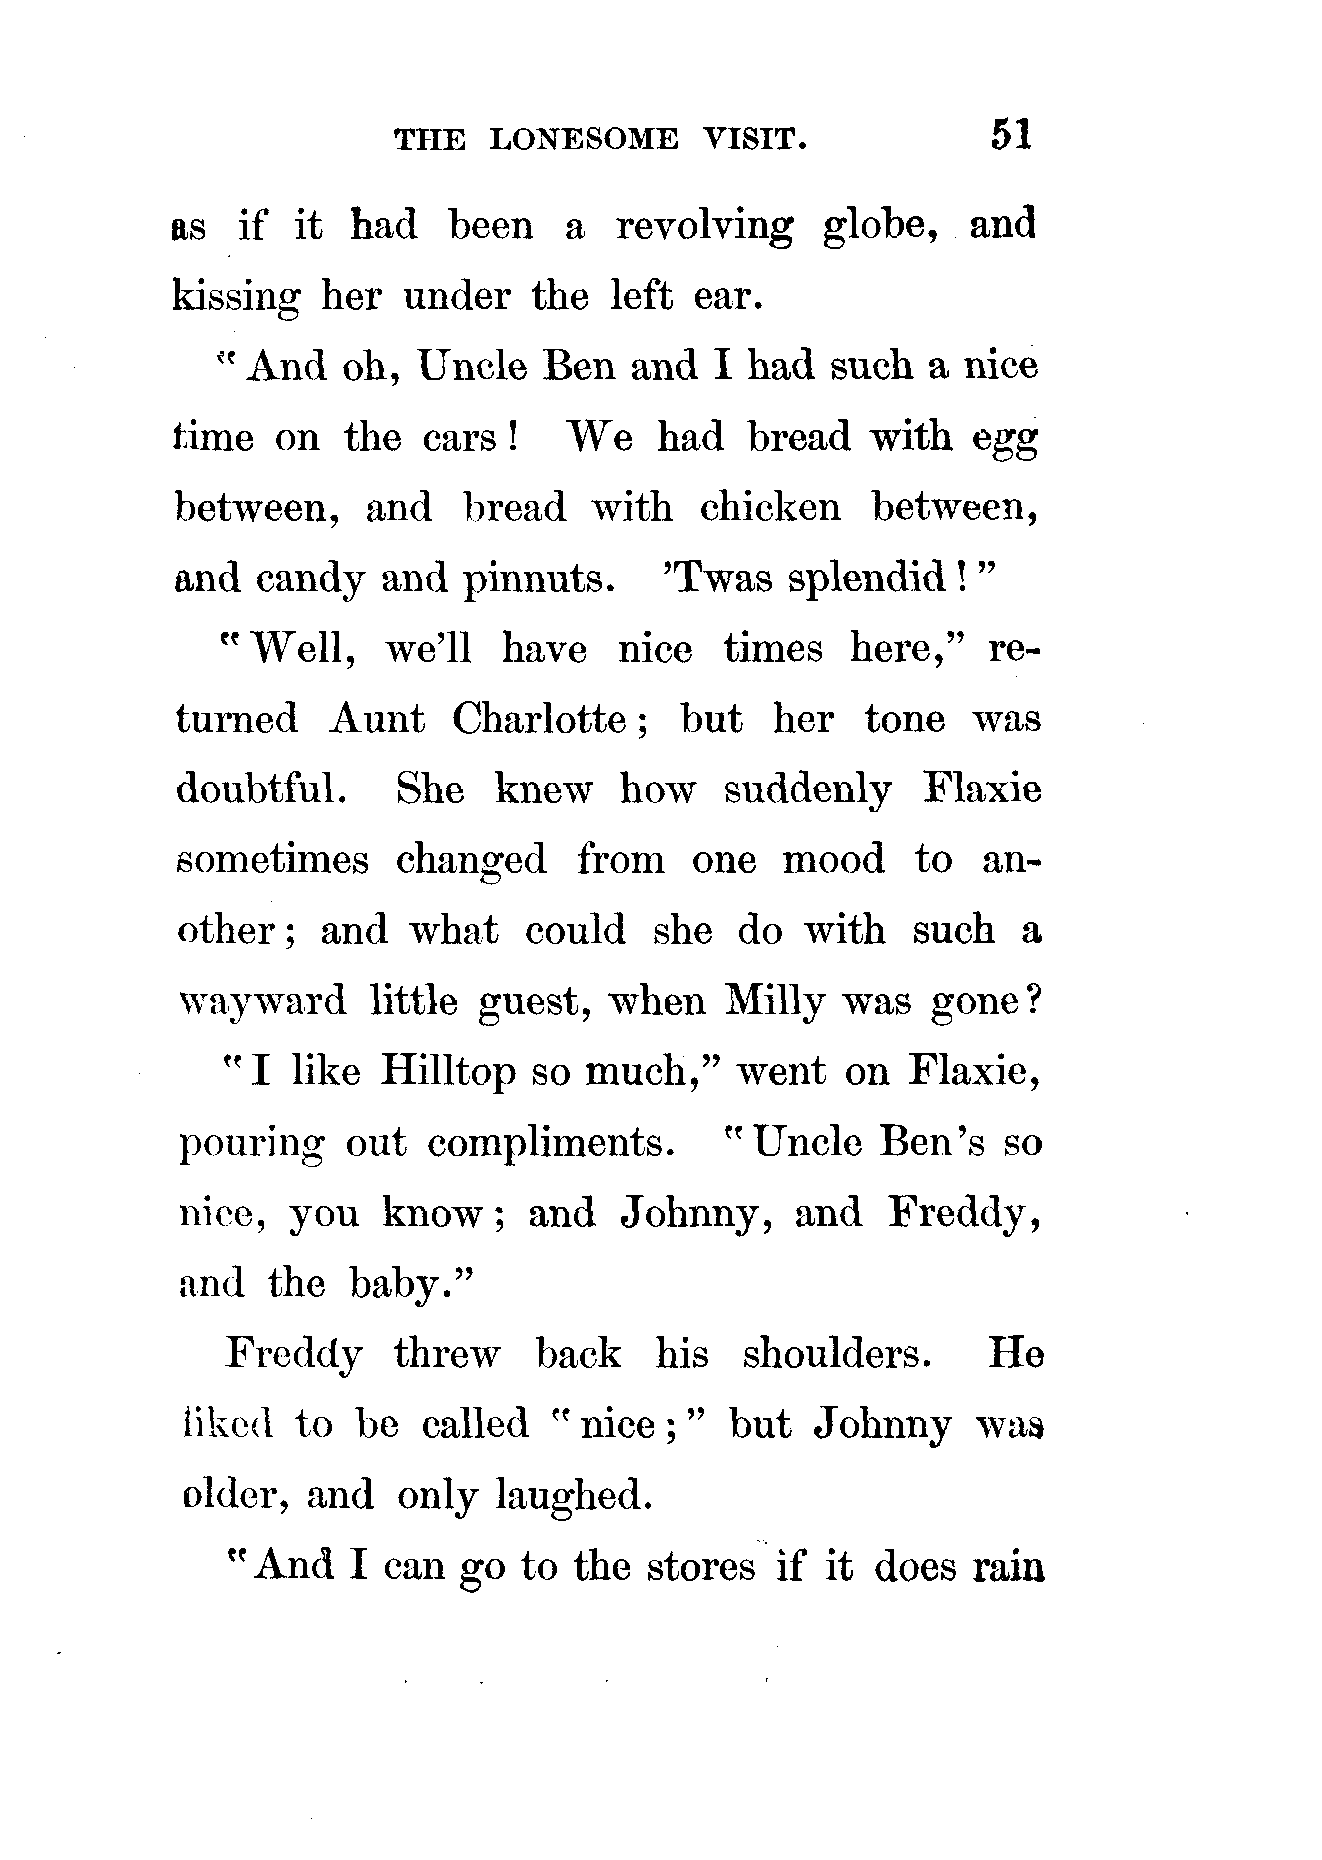 THE LONESOME VISIT. 51
as if it had been a revolving globe, and
kissing her under the left ear.
"And oh, Uncle Ben and I had such a nice
time on the cars! We had bread with egg
between, and bread with chicken between,
and candy and pinnuts. 'Twas splendid!"
"Well, we'll have nice times here," re-
turned Aunt Charlotte; but her tone was
doubtful. She knew how suddenly Flaxie
sometimes changed from one mood to an-
other; and what could she do with such a
wayward little guest, when Milly was gone?
"I like Hilltop so much," went on Flaxie,
pouring out compliments. "Uncle Ben's so
nice, you know; and Johnny, and Freddy,
and the baby."
Freddy threw back his shoulders. He
liked to be called "nice;" but Johnny was
older, and only laughed.
"And I can go to the stores if it does rain